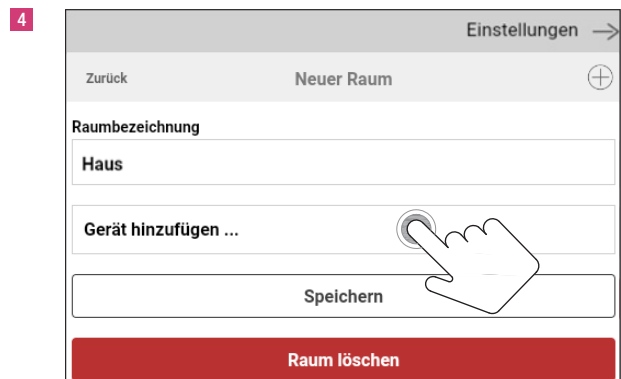 4
Einstellungen
Zurück Neuer Raum
Raumbezeichnung
Haus
Gerät hinzufügen ...
Speichern
Raum löschen